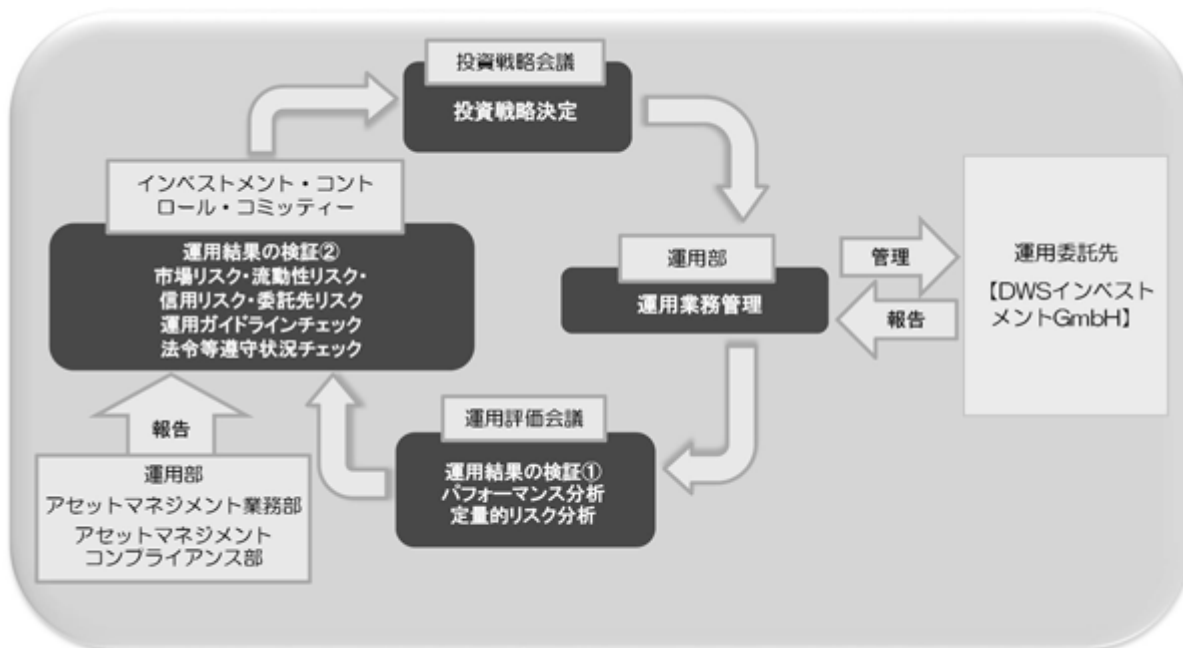 投資戦略会議
投資戦略決定
インベストメント・コント
ロール・コミッティー
運用結果の検証②
市場リスク・流動性リスク・
信用リスク・委託先リスク
運用ガイドラインチェック
法令等遵守状況チェック
運用部
運用業務管理
管理
報告
運用委託先
【DWSインベスト
メントGmbH】
運用評価会議
運用結果の検証①
パフォーマンス分析
定量的リスク分析
報告
運用部
アセットマネジメント業務部
アセットマネジメント
コンプライアンス部